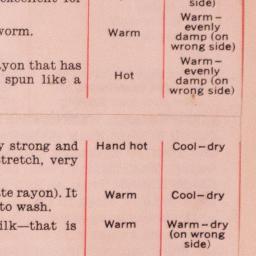 excellent for
side)
worm.
Warm
Warm–
evenly
damp (on
wrong side)
ayon that has
spun like a
Hot
Warm–
evenly
damp (on
wrong side)
y strong and
stretch, very
Hand hot
Cool–dry
te rayon). It
to wash.
Warm
Cool–dry
ilk—that is
Warm
Warm–dry
(on wrong
side)